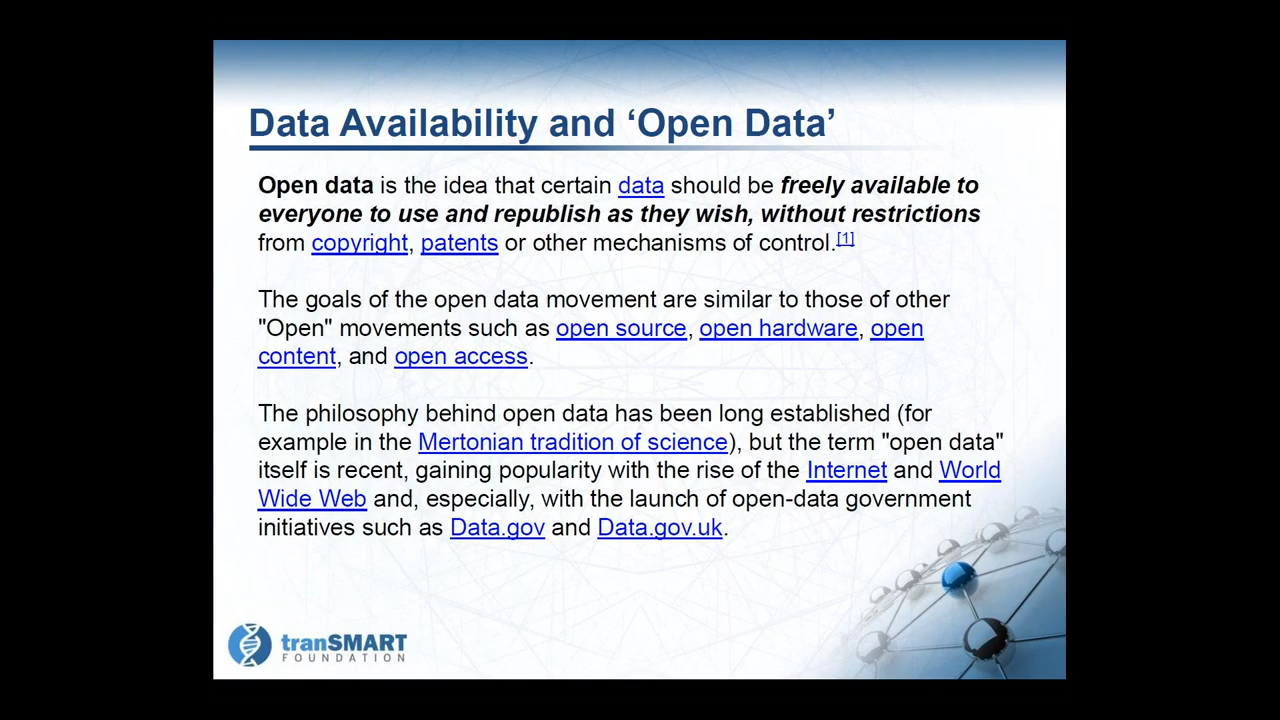 Data Availability and ‘Open Data’
Open data is the idea that certain data should be freely available to
everyone to use and republish as they wish, without restrictions
from copyright, patents or other mechanisms of control.[1]
The goals of the open data movement are similar to those of other
"Open" movements such as open source, open hardware, open
content, and open access.
The philosophy behind open data has been long established (for
example in the Mertonian tradition of science), but the term "open data"
itself is recent, gaining popularity with the rise of the Internet and World
Wide Web and, especially, with the launch of open-data government
initiatives such as Data.gov and Data.gov.uk.
tranSMART
FOUNDATION